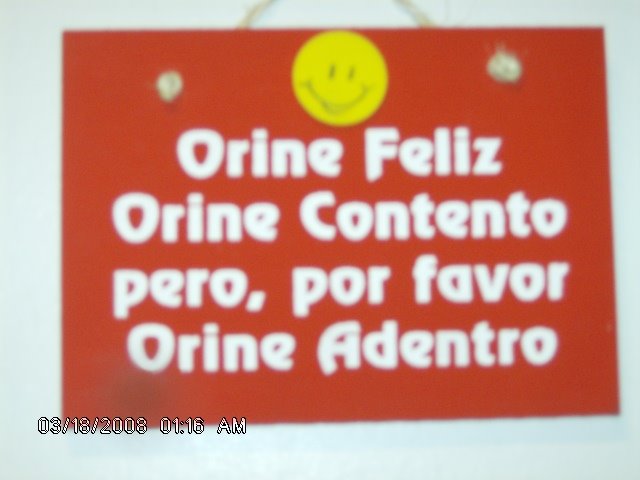 Orine Feliz
Orine Contento
pero, por favor
Orine Adentro
03/18/2008 01:16 AM